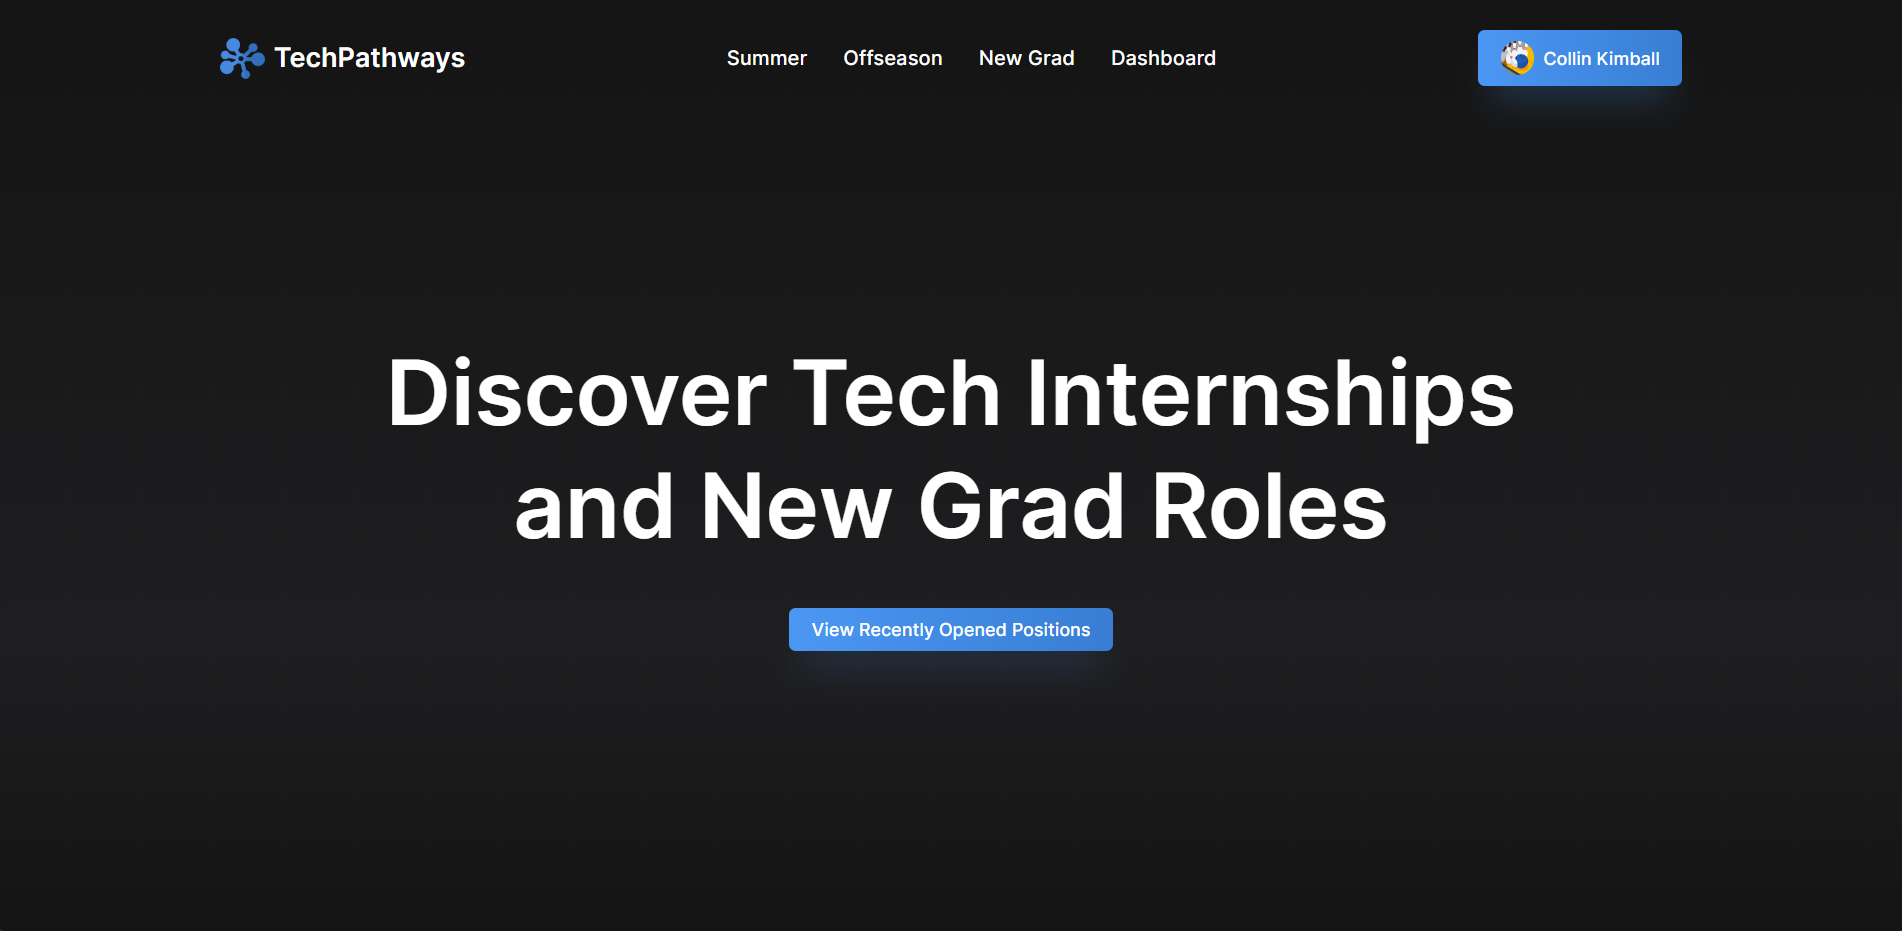 TechPathways
Summer Offseason New Grad Dashboard
Collin Kimball
Discover Tech Internships
and New Grad Roles
View Recently Opened Positions